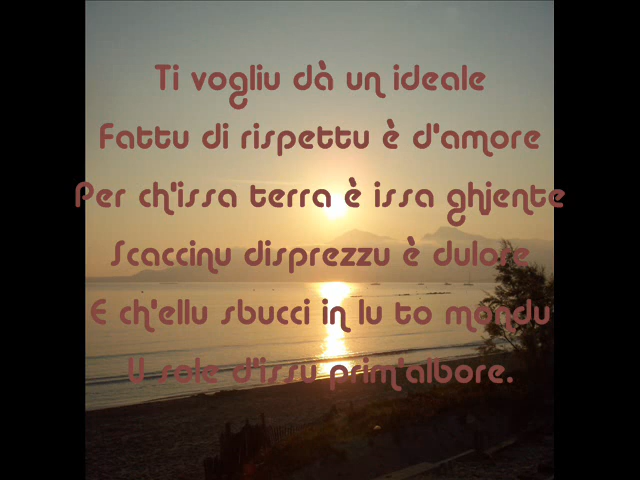 Ti vogliu dà un ideale
Fattu di rispettu è d'amore
Per ch'issa terra è issa ghjente
Scaccinu disprezzu è dulore
E ch'ellu sbucci in lu to mondu
U sole d'issu prim'albore.